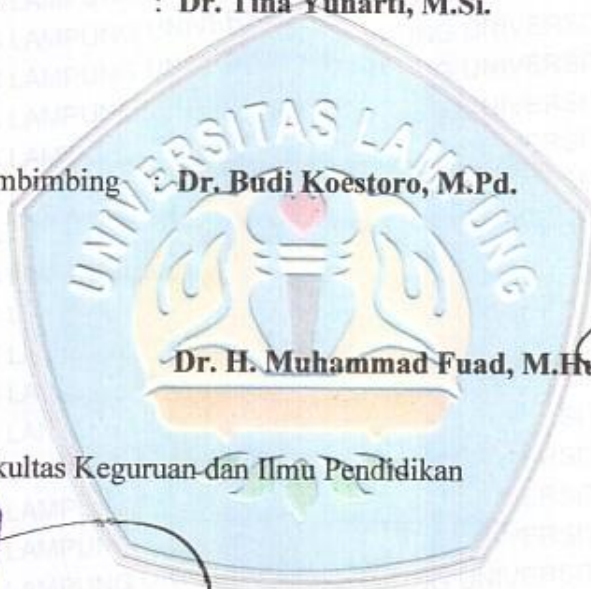 : Dr. Tina Yunarti, M.Si.
UNIVERSITAS LAMPUNG
mbimbing : Dr. Budi Koestoro, M.Pd.
Dr. H. Muhammad Fuad, M.Hu
kultas Keguruan dan Ilmu Pendidikan